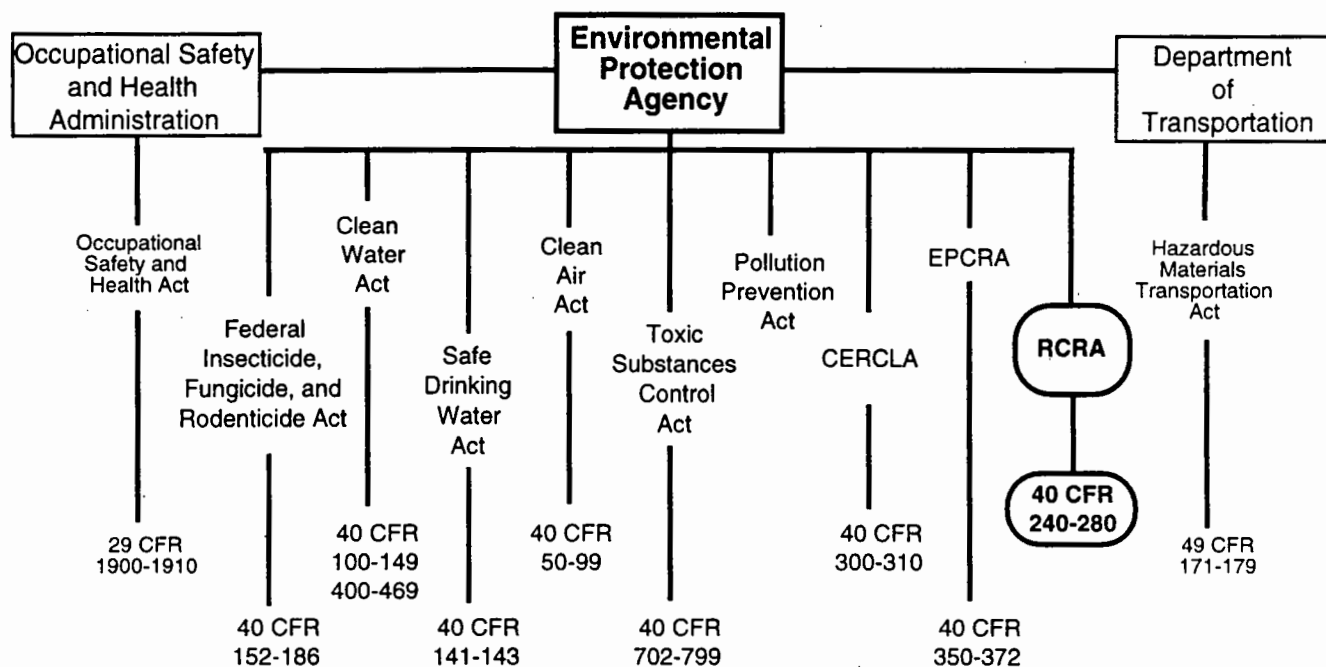 Occupational Safety
and Health
Administration
Environmental
Protection
Agency
Department
of
Transportation
Occupational
Safety and
Health Act
Federal
Insecticide,
Fungicide, and
Rodenticide Act
Clean
Water
Act
Safe
Drinking
Water
Act
Clean
Air
Act
Toxic
Substances
Control
Act
Pollution
Prevention
Act
CERCLA
EPCRA
RCRA
Hazardous
Materials
Transportation
Act
29 CFR
1900-1910
40 CFR
152-186
40 CFR
100-149
400-469
40 CFR
141-143
40 CFR
50-99
40 CFR
702-799
40 CFR
300-310
40 CFR
350-372
40 CFR
240-280
49 CFR
171-179